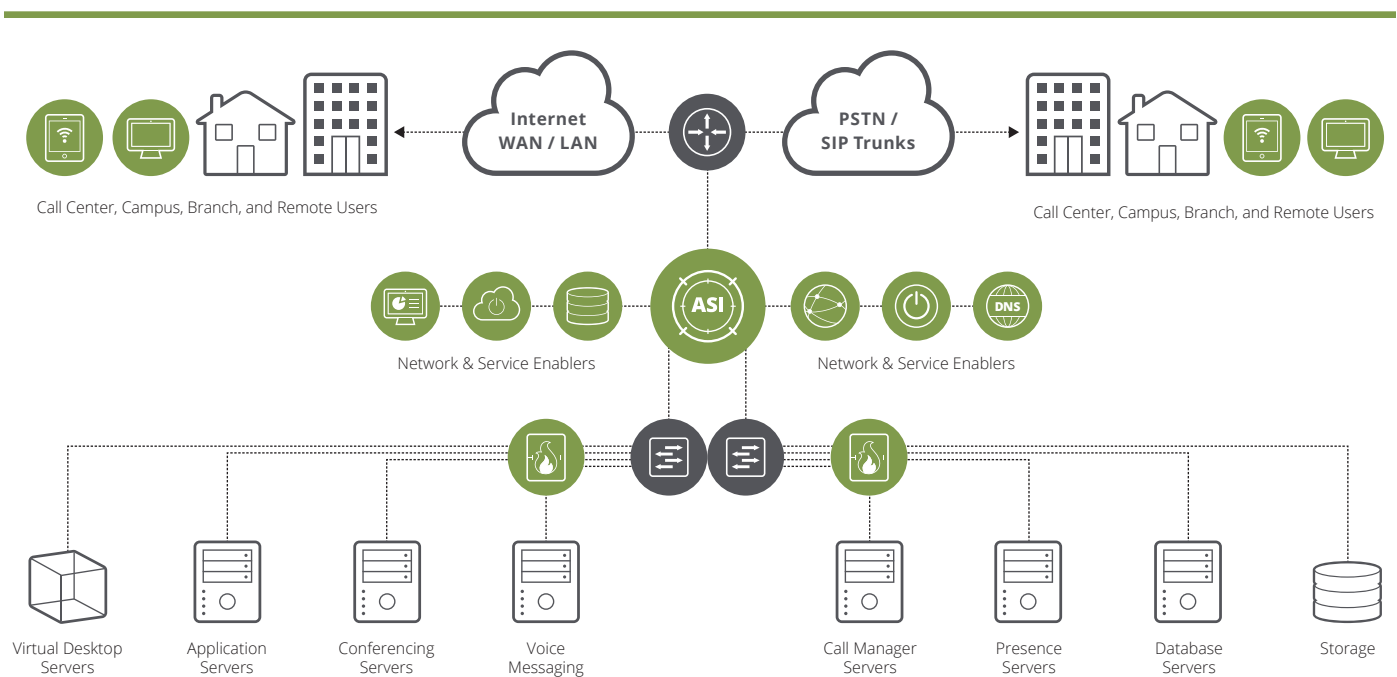 Internet
WAN / LAN
PSTN /
SIP Trunks
Call Center, Campus, Branch, and Remote Users
Call Center, Campus, Branch, and Remote Users
ASI
DNS
Network & Service Enablers
Network & Service Enablers
Virtual Desktop
Servers
Application
Servers
Conferencing
Servers
Voice
Messaging
Call Manager
Servers
Presence
Servers
Database
Servers
Storage